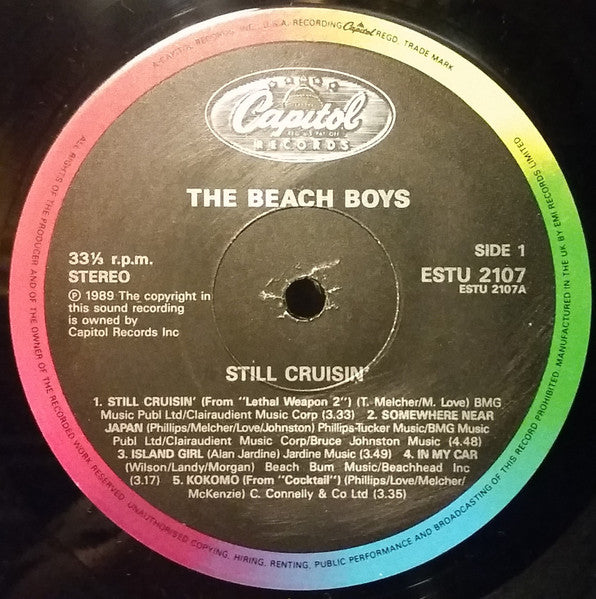 A CAPITOL RECORDS, INC., U.S.A. RECORDING Capitol REGD. TRADE MARK
ALL RIGHTS OF THE PRODUCER AND OF THE OWNER OF THE RECORDED WORK RESERVED. UNAUTHORISED COPYING, HIRING, RENTING, PUBLIC PERFORMANCE AND BROADCASTING OF THIS RECORD PROHIBITED. MANUFACTURED IN THE UK BY EMI RECORDS LIMITED
Capitol
RECORDS
THE BEACH BOYS
33⅓ r.p.m.
STEREO
SIDE 1
ESTU 2107
ESTU 2107A
℗ 1989 The copyright in
this sound recording
is owned by
Capitol Records Inc
STILL CRUISIN'
1. STILL CRUISIN' (From "Lethal Weapon 2") (T. Melcher/M. Love) BMG
Music Publ Ltd/Clairaudient Music Corp (3.33) 2. SOMEWHERE NEAR
JAPAN (Phillips/Melcher/Love/Johnston) Phillips-Tucker Music/BMG Music
Publ Ltd/Clairaudient Music Corp/Bruce Johnston Music (4.48)
3. ISLAND GIRL (Alan Jardine) Jardine Music (3.49) 4. IN MY CAR
(Wilson/Landy/Morgan) Beach Bum Music/Beachhead Inc
(3.17) 5. KOKOMO (From "Cocktail") (Phillips/Love/Melcher/
McKenzie) C. Connelly & Co Ltd (3.35)